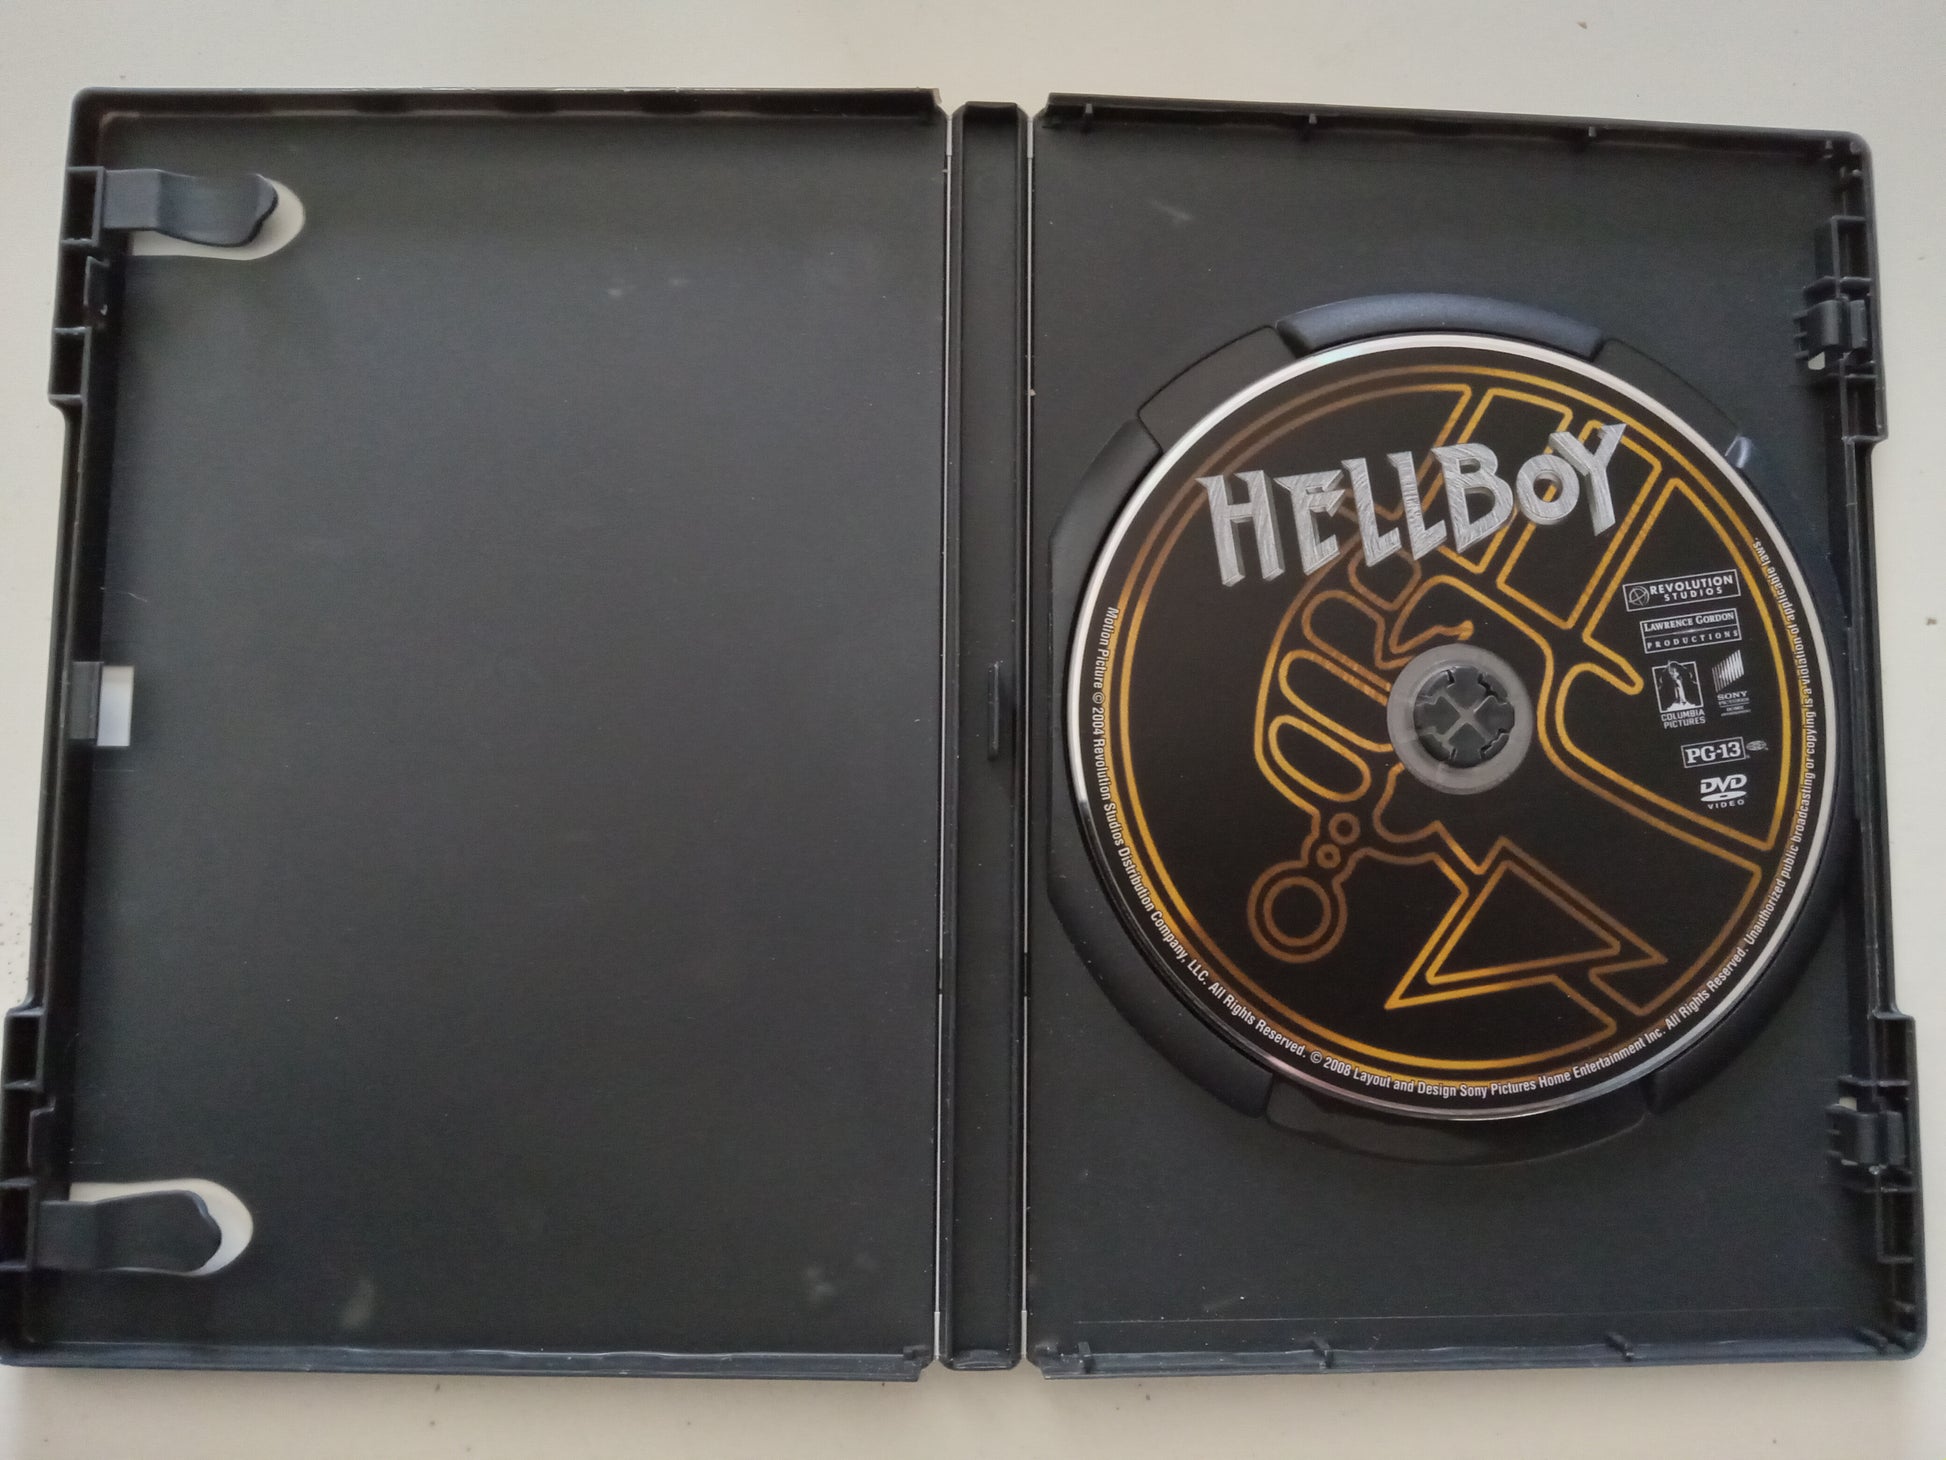 HELLBOY
REVOLUTION
STUDIOS
LAWRENCE GORDON
PRODUCTIONS
COLUMBIA
PICTURES
SONY
PICTURES
HOME
PG-13
DVD
VIDEO
Motion Picture © 2004 Revolution Studios Distribution Company, LLC. All Rights Reserved. © 2008 Layout and Design Sony Pictures Home Entertainment Inc. All Rights Reserved. Unauthorized public broadcasting or copying is a violation of applicable laws.